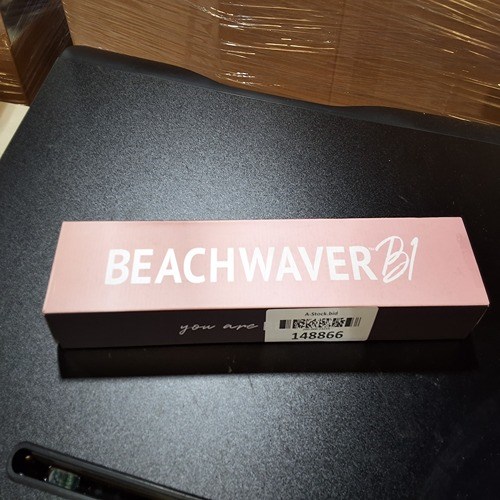 BEACHWAVER B1
you are
A.Stock.bid
148866